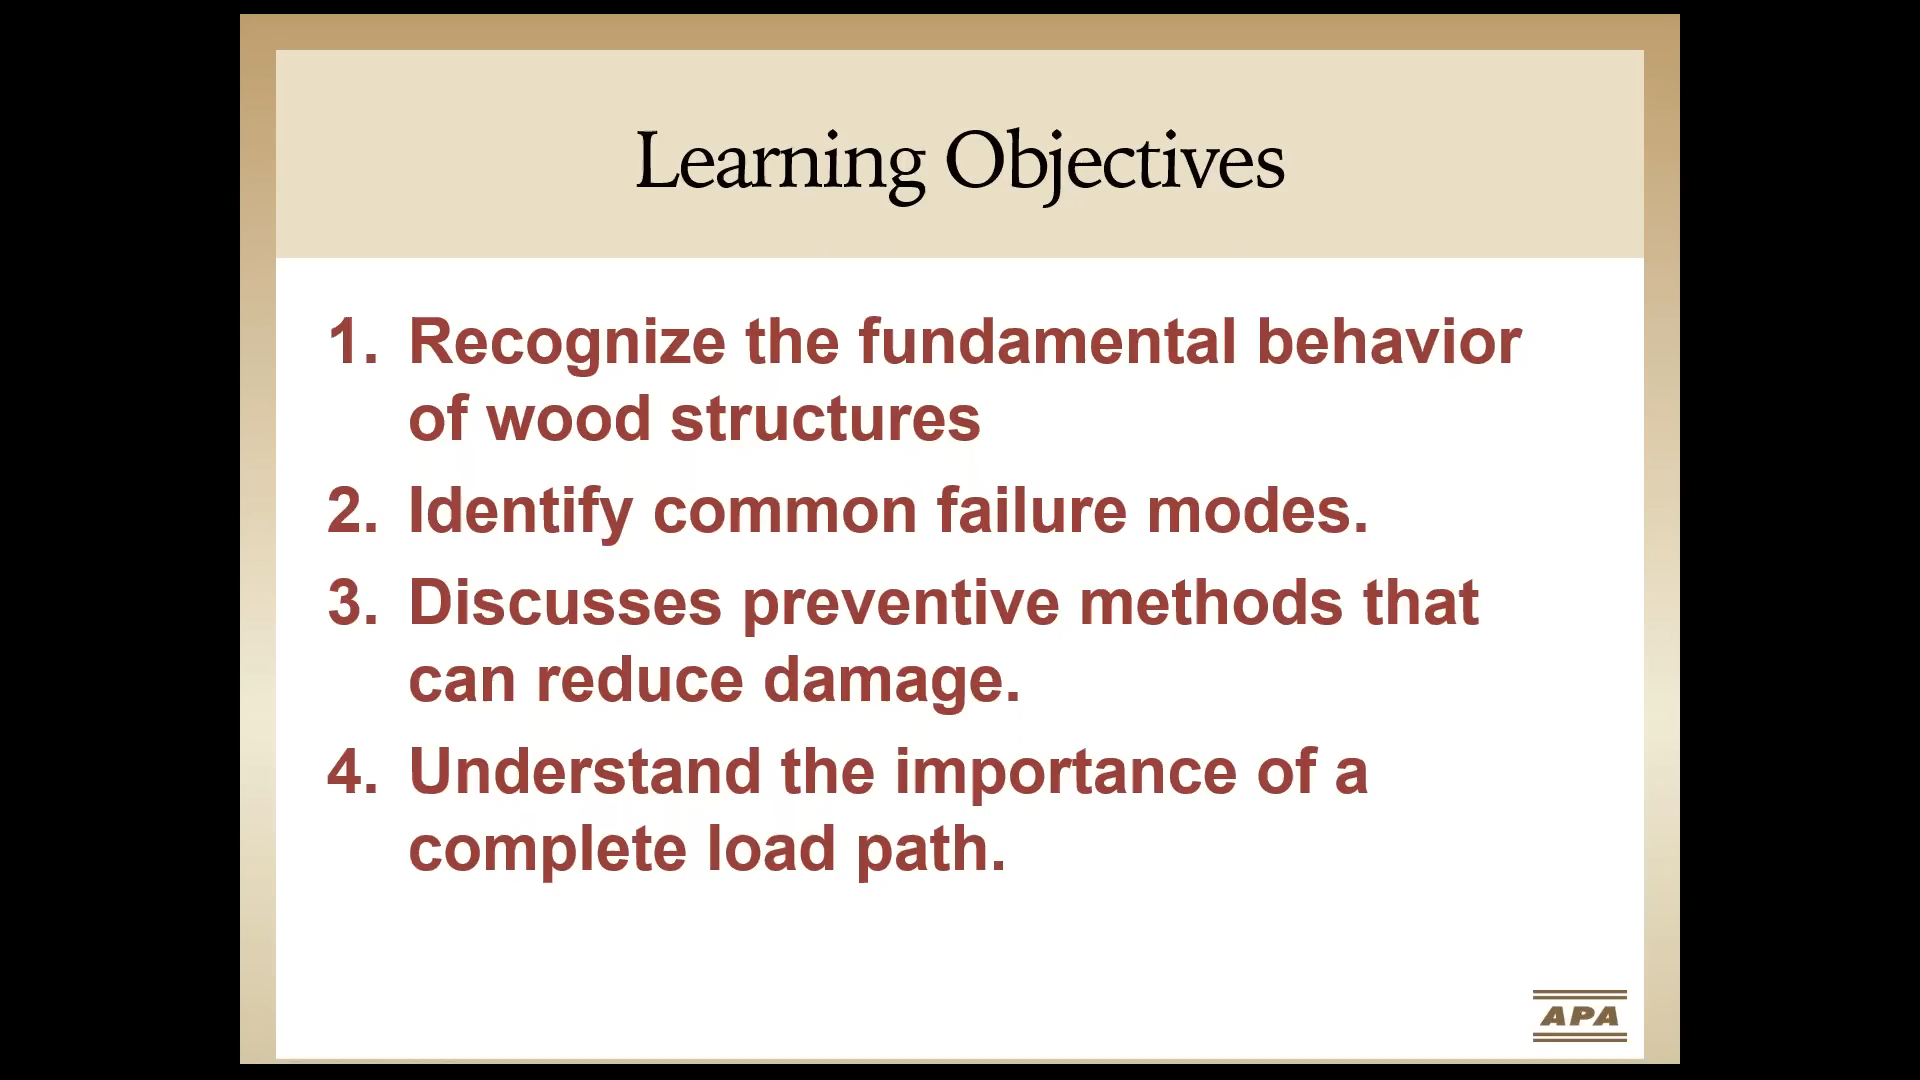 Learning Objectives
1. Recognize the fundamental behavior
of wood structures
2. Identify common failure modes.
3. Discusses preventive methods that
can reduce damage.
4. Understand the importance of a
complete load path.
APA